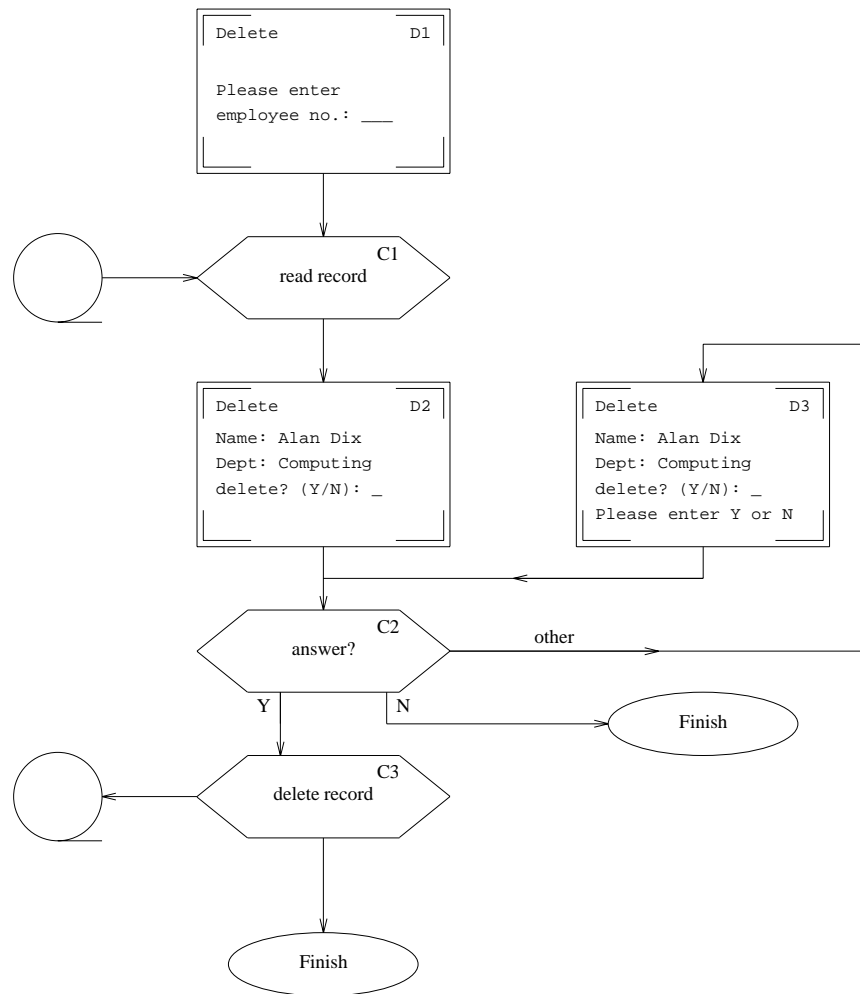 Delete D1
Please enter
employee no.: ___
C1
read record
Delete D2
Name: Alan Dix
Dept: Computing
delete? (Y/N): _
Delete D3
Name: Alan Dix
Dept: Computing
delete? (Y/N): _
Please enter Y or N
C2
answer?
other
Y
N
Finish
C3
delete record
Finish